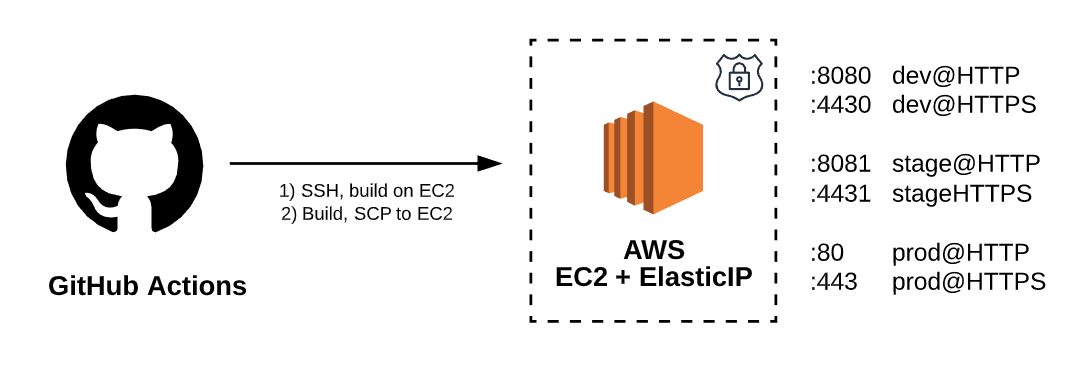 GitHub Actions
1) SSH, build on EC2
2) Build, SCP to EC2
AWS
EC2 + ElasticIP
:8080 dev@HTTP
:4430 dev@HTTPS
:8081 stage@HTTP
:4431 stageHTTPS
:80 prod@HTTP
:443 prod@HTTPS